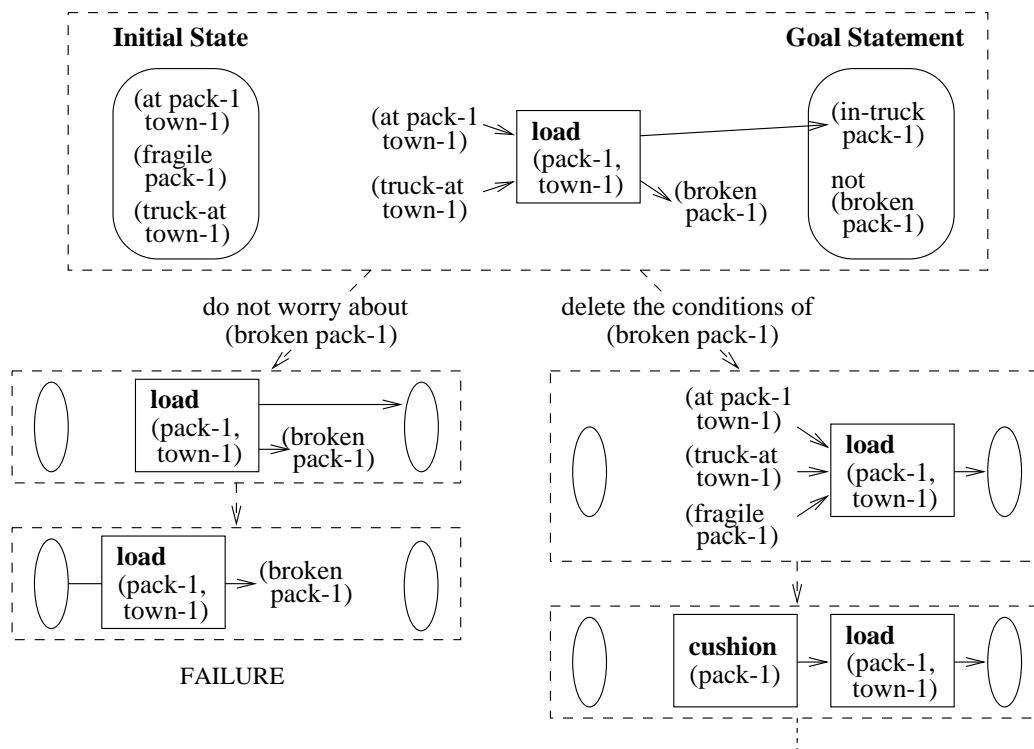 Initial State
Goal Statement
(at pack-1
town-1)
(fragile
pack-1)
(truck-at
town-1)
(at pack-1
town-1)
(truck-at
town-1)
load
(pack-1,
town-1)
(broken
pack-1)
(in-truck
pack-1)
not
(broken
pack-1)
do not worry about
(broken pack-1)
delete the conditions of
(broken pack-1)
load
(pack-1,
town-1)
(broken
pack-1)
load
(pack-1,
town-1)
(broken
pack-1)
FAILURE
(at pack-1
town-1)
(truck-at
town-1)
(fragile
pack-1)
load
(pack-1,
town-1)
cushion
(pack-1)
load
(pack-1,
town-1)